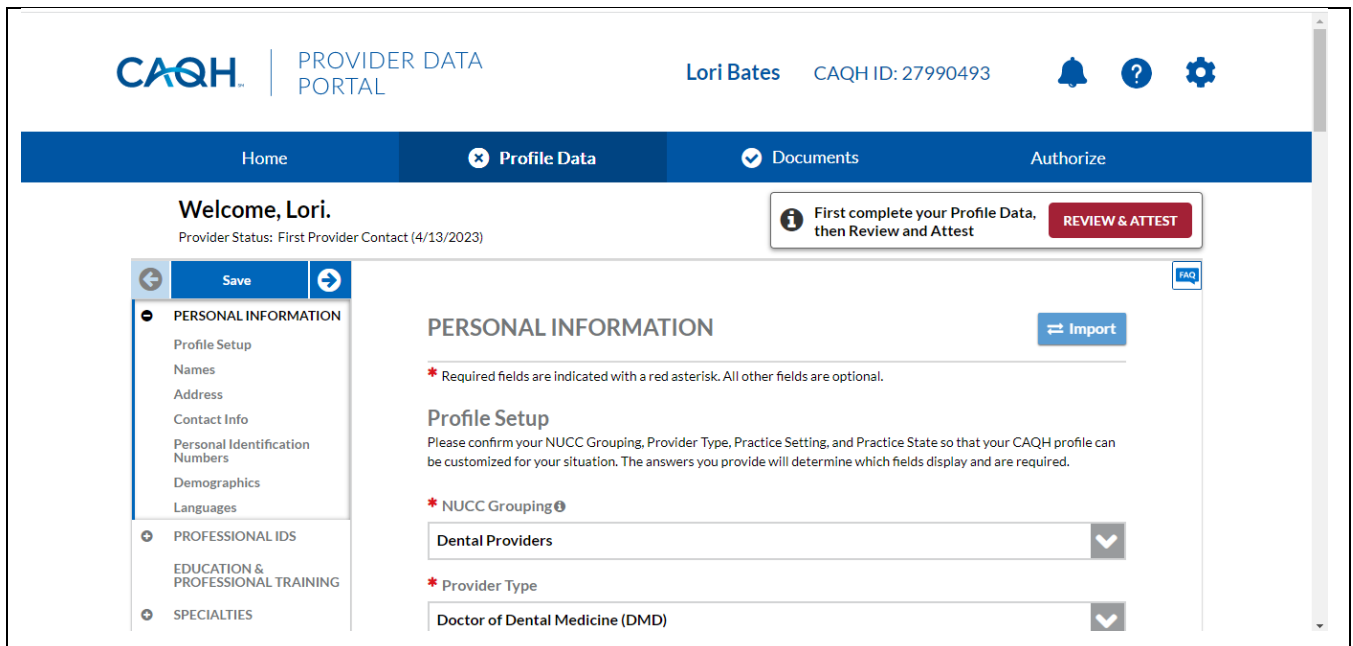 CAQH
PROVIDER DATA
PORTAL
Lori Bates CAQH ID: 27990493 ?
Home Profile Data Documents Authorize
Welcome, Lori.
Provider Status: First Provider Contact (4/13/2023)
First complete your Profile Data,
then Review and Attest
REVIEW & ATTEST
Save
FAQ
PERSONAL INFORMATION
Profile Setup
Names
Address
Contact Info
Personal Identification
Numbers
Demographics
Languages
PROFESSIONAL IDS
EDUCATION &
PROFESSIONAL TRAINING
SPECIALTIES
PERSONAL INFORMATION
Import
* Required fields are indicated with a red asterisk. All other fields are optional.
Profile Setup
Please confirm your NUCC Grouping, Provider Type, Practice Setting, and Practice State so that your CAQH profile can
be customized for your situation. The answers you provide will determine which fields display and are required.
* NUCC Grouping
Dental Providers
* Provider Type
Doctor of Dental Medicine (DMD)